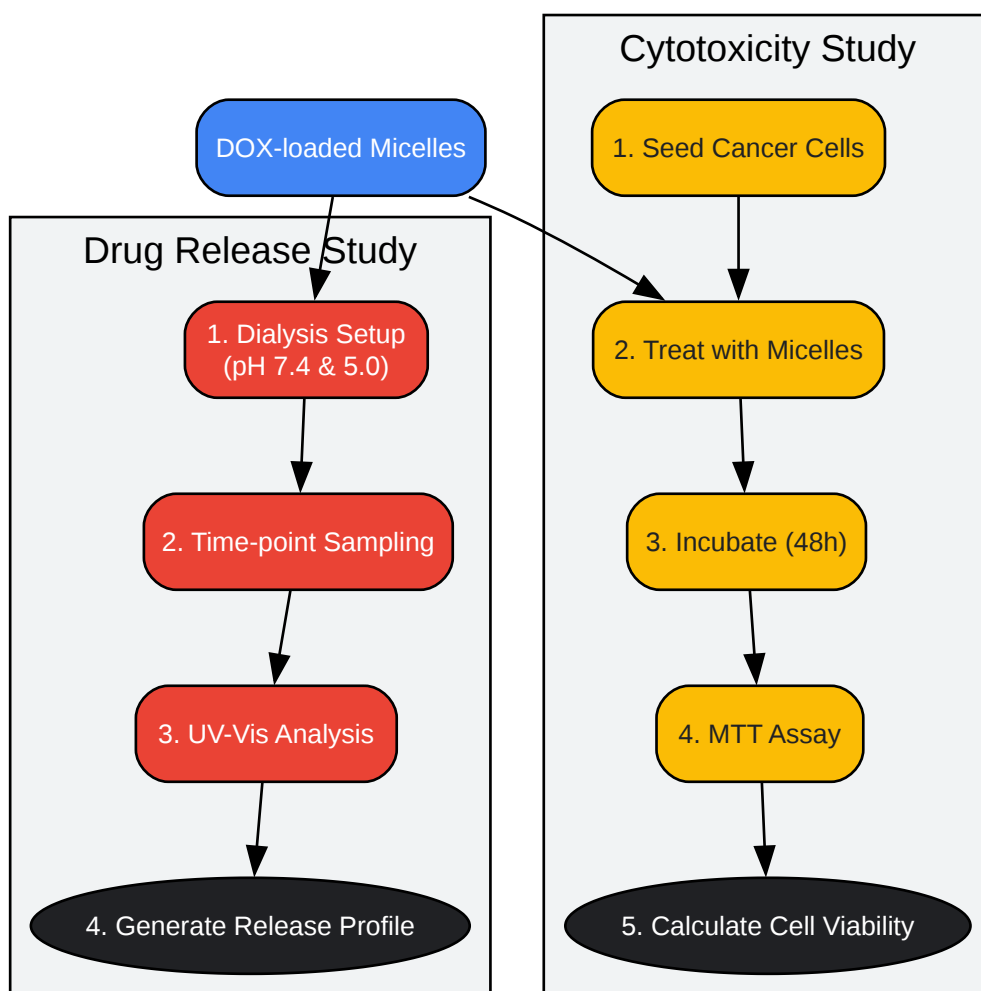 DOX-loaded Micelles
Drug Release Study
1. Dialysis Setup
(pH 7.4 & 5.0)
2. Time-point Sampling
3. UV-Vis Analysis
4. Generate Release Profile
Cytotoxicity Study
1. Seed Cancer Cells
2. Treat with Micelles
3. Incubate (48h)
4. MTT Assay
5. Calculate Cell Viability